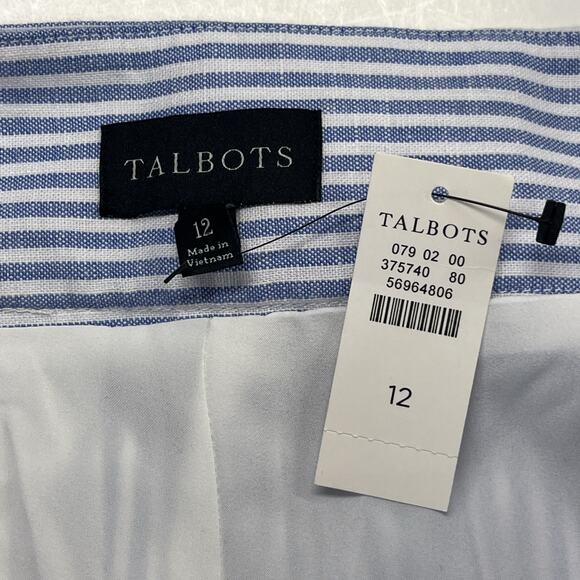 TALBOTS
12
Made in
Vietnam
TALBOTS
079 02 00
375740 80
56964806
12